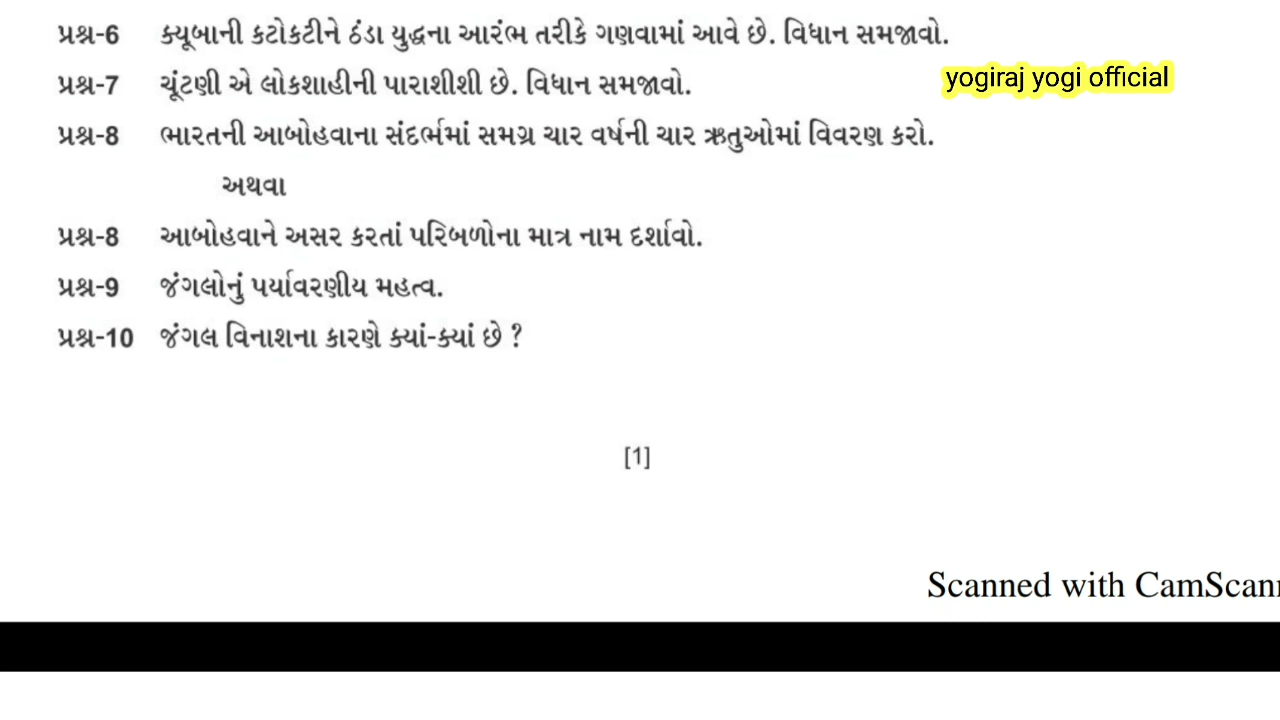 પ્રશ્ન-6 ક્યૂબાની કટોકટીને ઠંડા યુદ્ધના આરંભ તરીકે ગણવામાં આવે છે. વિધાન સમજાવો.
પ્રશ્ન-7 ચૂંટણી એ લોકશાહીની પારાશીશી છે. વિધાન સમજાવો.
yogiraj yogi official
પ્રશ્ન-8 ભારતની આબોહવાના સંદર્ભમાં સમગ્ર ચાર વર્ષની ચાર ઋતુઓમાં વિવરણ કરો.
અથવા
પ્રશ્ન-8 આબોહવાને અસર કરતાં પરિબળોના માત્ર નામ દર્શાવો.
પ્રશ્ન-9 જંગલોનું પર્યાવરણીય મહત્વ.
પ્રશ્ન-10 જંગલ વિનાશના કારણે ક્યાં-ક્યાં છે ?
[1]
Scanned with CamScann